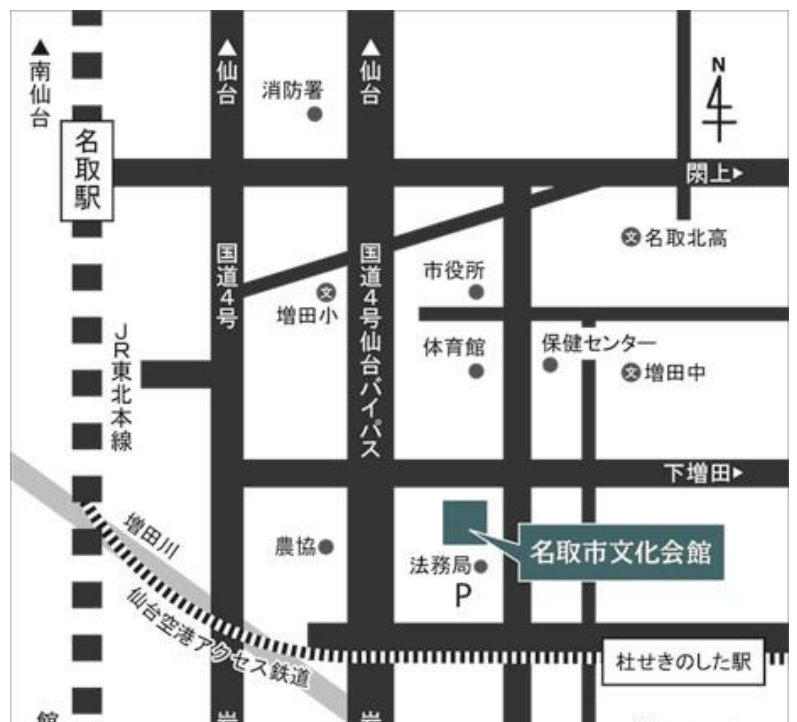 ▲南仙台
▲仙台
▲仙台
消防署
N
名取駅
閖上▶
文 名取北高
国道4号
国道4号仙台バイパス
市役所
文
増田小
JR東北本線
体育館
保健センター
文 増田中
下増田▶
増田川
農協
名取市文化会館
法務局
P
仙台空港アクセス鉄道
杜せきのした駅